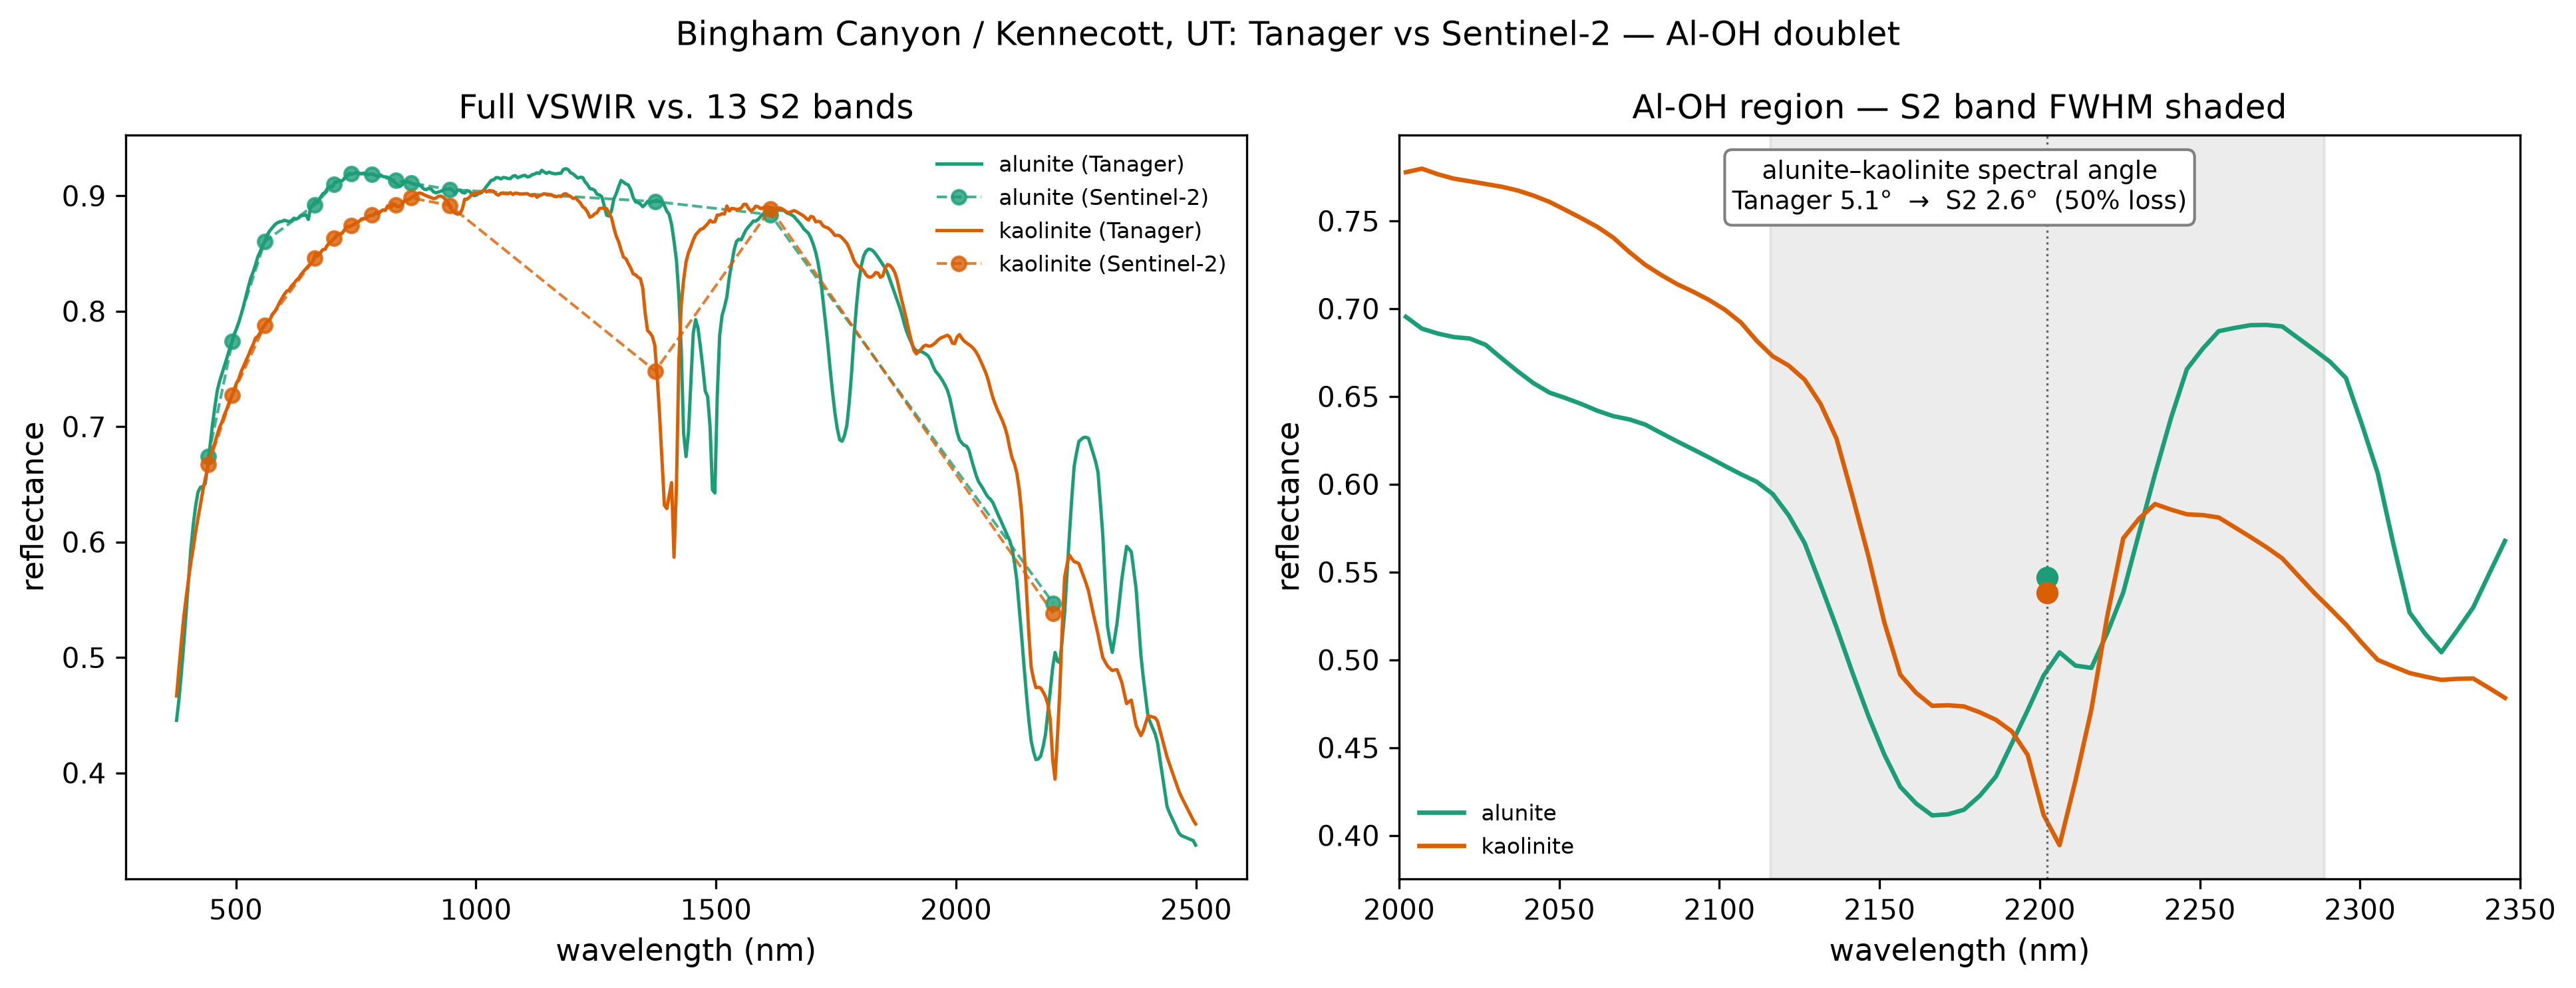 Bingham Canyon / Kennecott, UT: Tanager vs Sentinel-2 — Al-OH doublet
Full VSWIR vs. 13 S2 bands
reflectance
0.9
0.8
0.7
0.6
0.5
0.4
alunite (Tanager)
alunite (Sentinel-2)
kaolinite (Tanager)
kaolinite (Sentinel-2)
500 1000 1500 2000 2500
wavelength (nm)
Al-OH region — S2 band FWHM shaded
reflectance
0.75
0.70
0.65
0.60
0.55
0.50
0.45
0.40
alunite–kaolinite spectral angle
Tanager 5.1° → S2 2.6° (50% loss)
alunite
kaolinite
2000 2050 2100 2150 2200 2250 2300 2350
wavelength (nm)